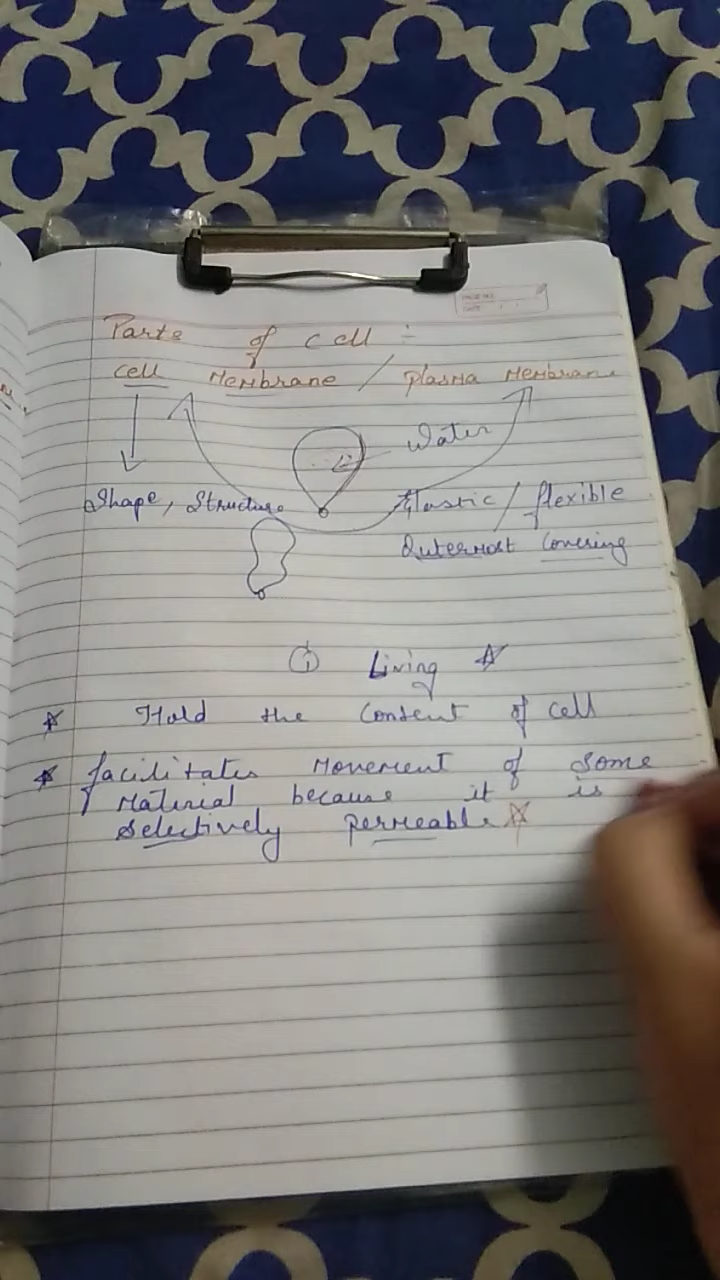 Parts of cell :-
Cell Membrane / Plasma Membrane
Water
Shape, Structure
Elastic / flexible
Outermost Covering
① Living
Hold the Content of cell
facilitates Movement of Some
Material because it is
Selectively permeable